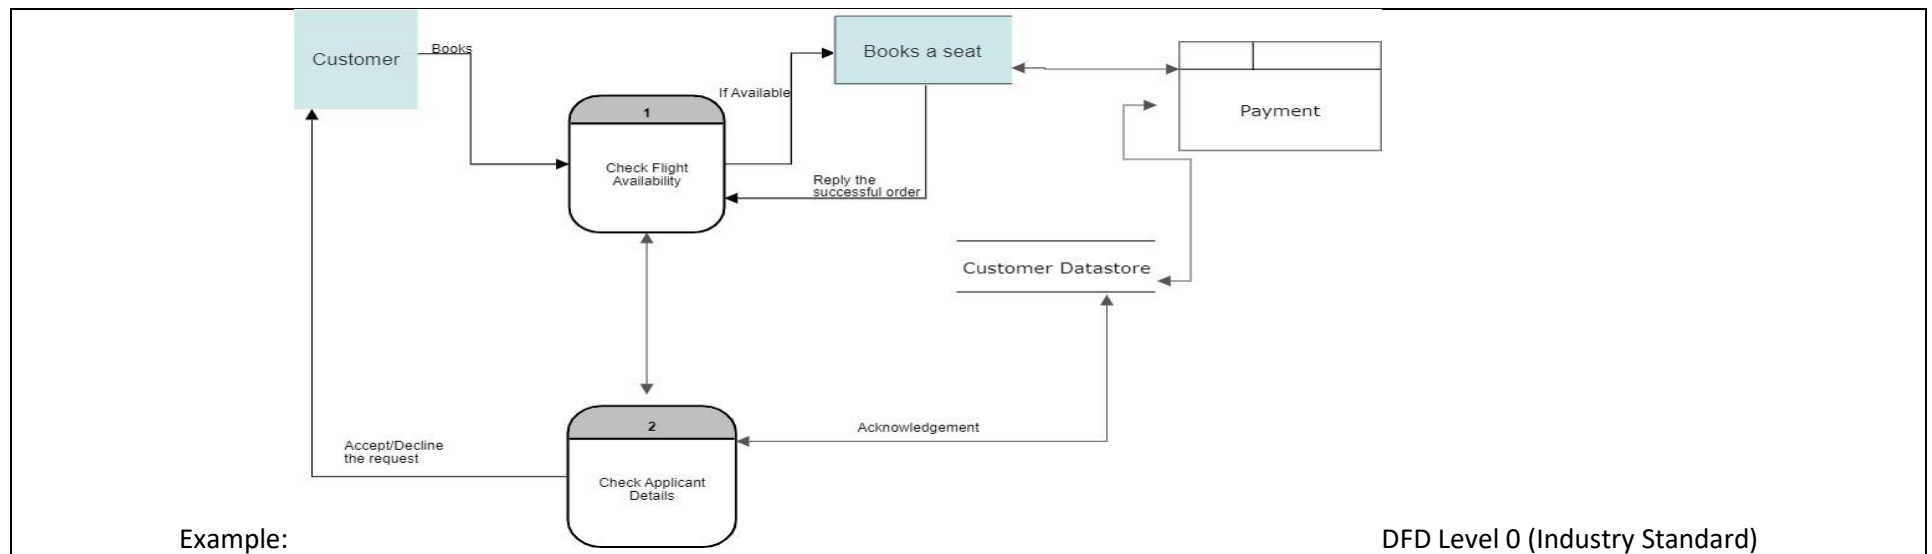 Customer
Books
Books a seat
If Available
1
Check Flight
Availability
Payment
Reply the
successful order
Customer Datastore
2
Check Applicant
Details
Acknowledgement
Accept/Decline
the request
Example:
DFD Level 0 (Industry Standard)